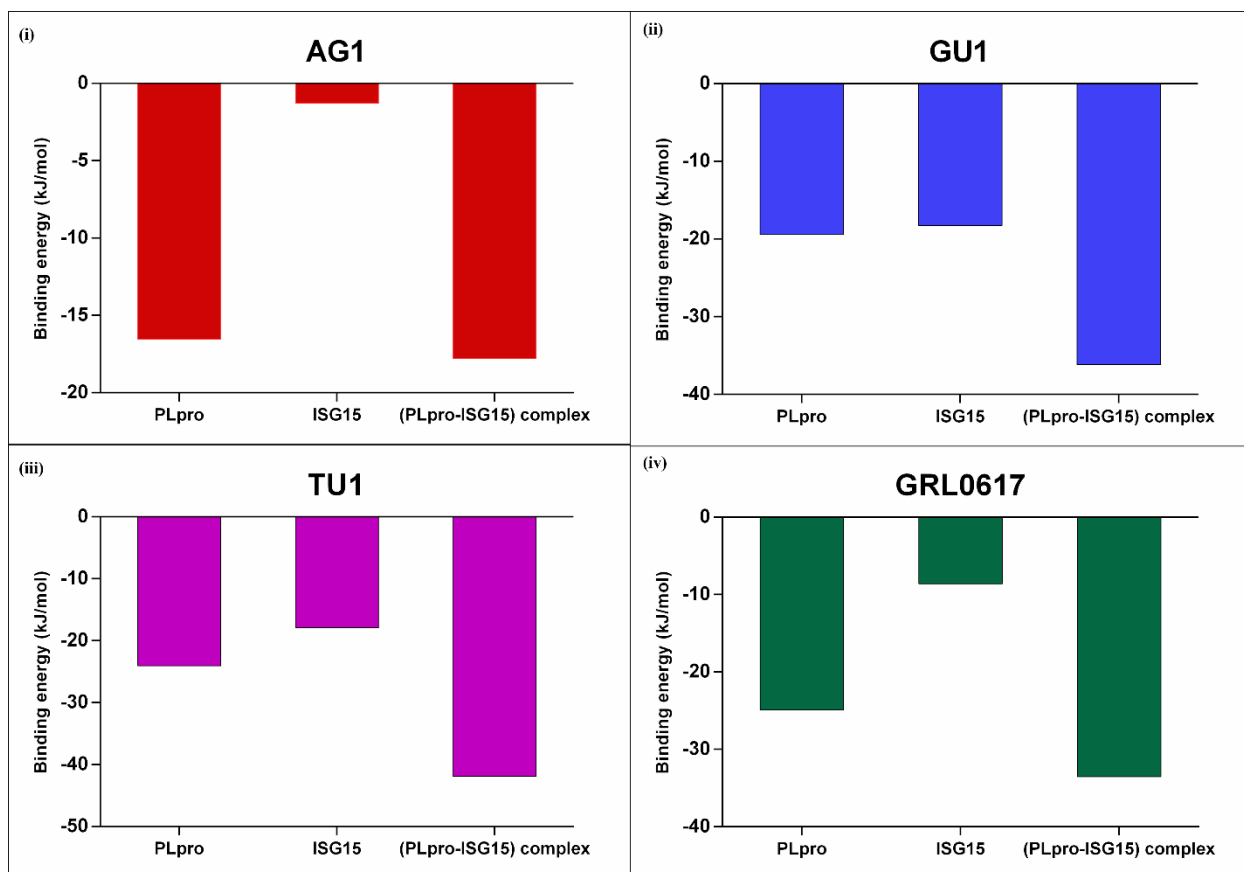 (i)
AG1
Binding energy (kJ/mol)
0
-5
-10
-15
-20
PLpro ISG15 (PLpro-ISG15) complex
(ii)
GU1
Binding energy (kJ/mol)
0
-10
-20
-30
-40
PLpro ISG15 (PLpro-ISG15) complex
(iii)
TU1
Binding energy (kJ/mol)
0
-10
-20
-30
-40
-50
PLpro ISG15 (PLpro-ISG15) complex
(iv)
GRL0617
Binding energy (kJ/mol)
0
-10
-20
-30
-40
PLpro ISG15 (PLpro-ISG15) complex